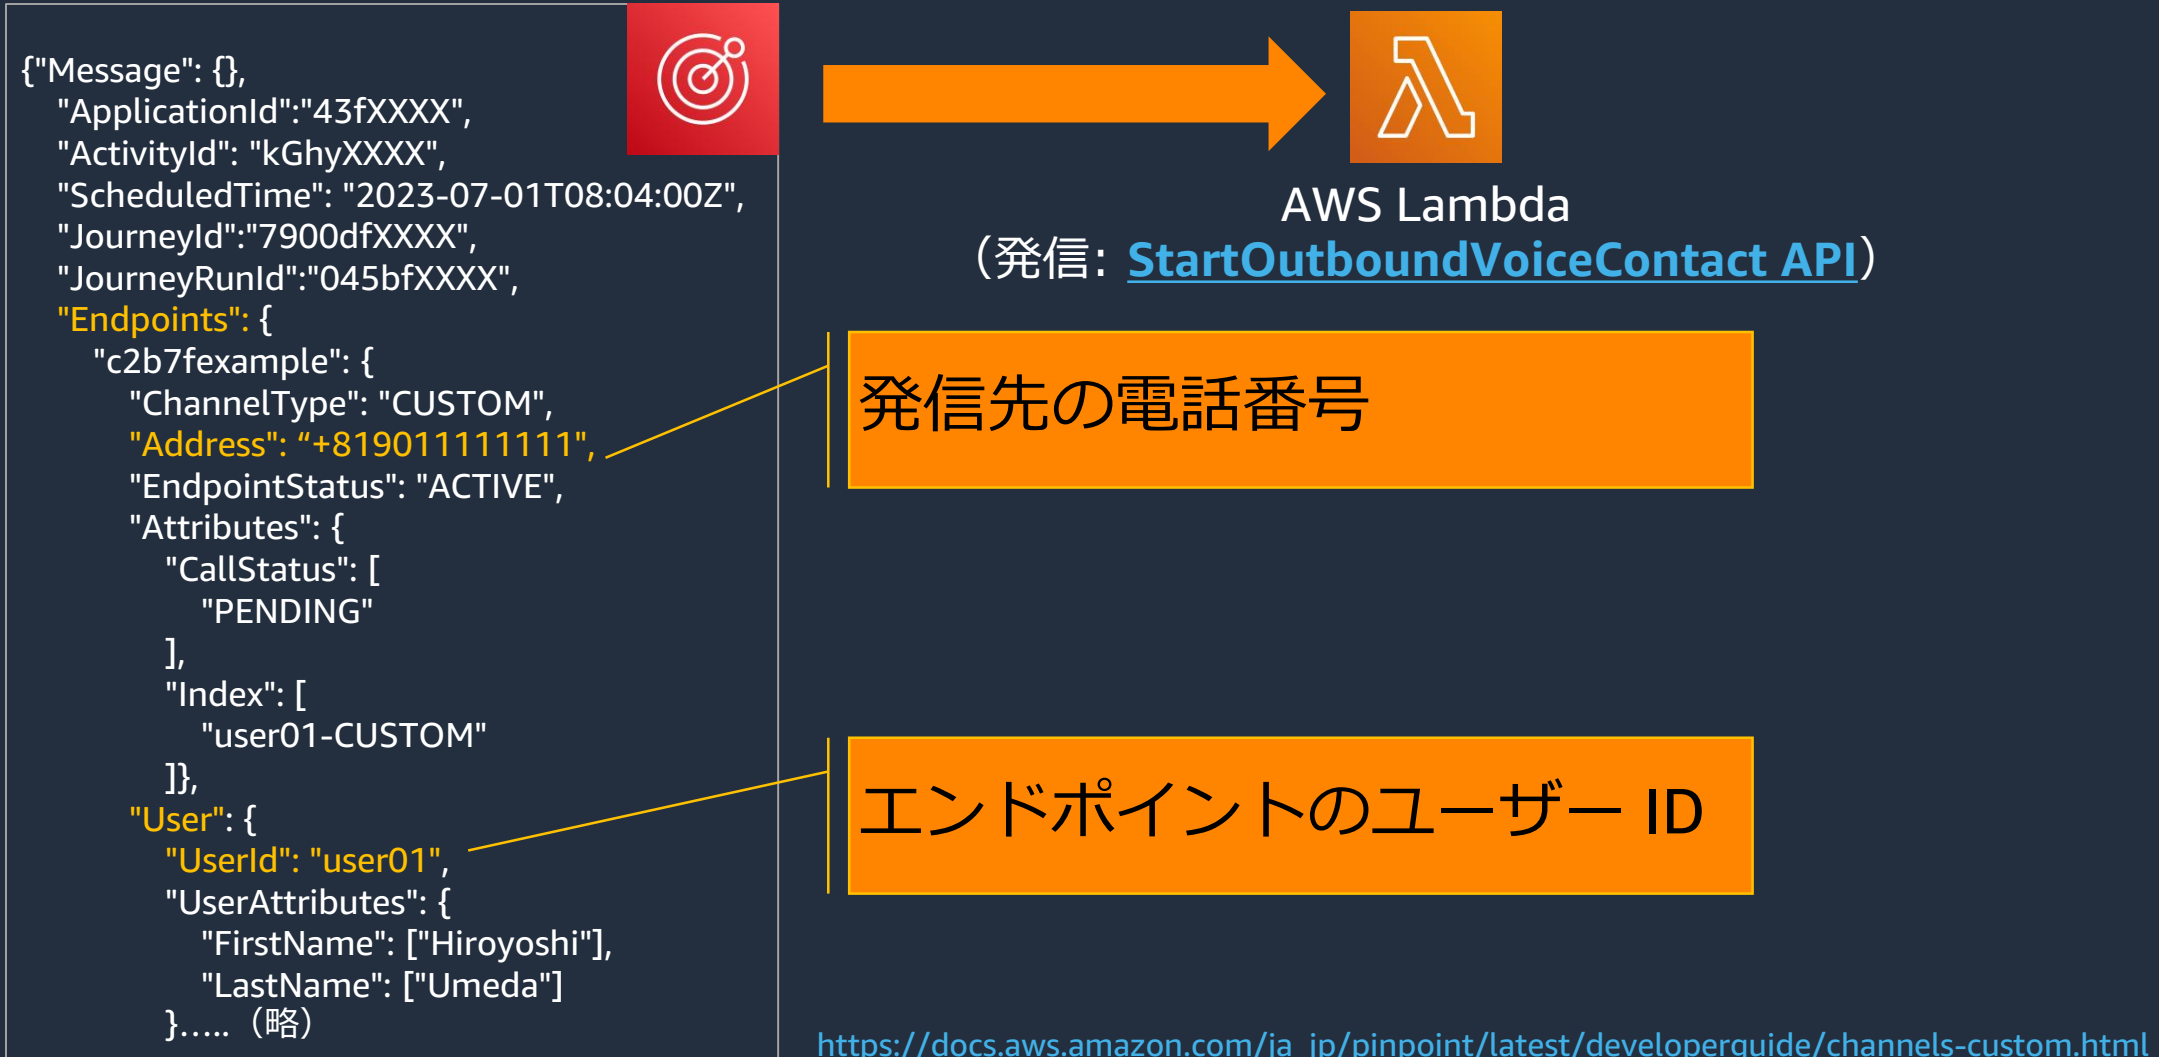 {"Message": {},
"ApplicationId":"43fXXXX",
"ActivityId": "kGhyXXXX",
"ScheduledTime": "2023-07-01T08:04:00Z",
"JourneyId":"7900dfXXXX",
"JourneyRunId":"045bfXXXX",
"Endpoints": {
"c2b7fexample": {
"ChannelType": "CUSTOM",
"Address": “+819011111111",
"EndpointStatus": "ACTIVE",
"Attributes": {
"CallStatus": [
"PENDING"
],
"Index": [
"user01-CUSTOM"
]},
"User": {
"UserId": "user01",
"UserAttributes": {
"FirstName": ["Hiroyoshi"],
"LastName": ["Umeda"]
}…..（略）
AWS Lambda
（発信: StartOutboundVoiceContact API）
発信先の電話番号
エンドポイントのユーザー ID
https://docs.aws.amazon.com/ja_jp/pinpoint/latest/developerguide/channels-custom.html